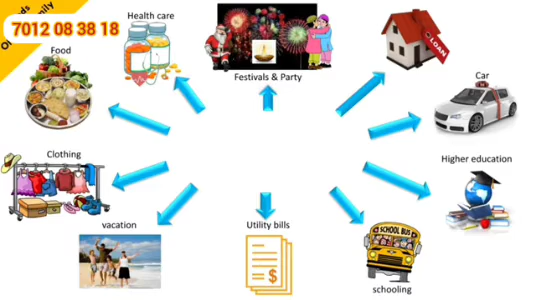 7012 08 38 18
Health care
Food
Festivals & Party
LOAN
Car
Clothing
Higher education
vacation
Utility bills
$
SCHOOL BUS
schooling